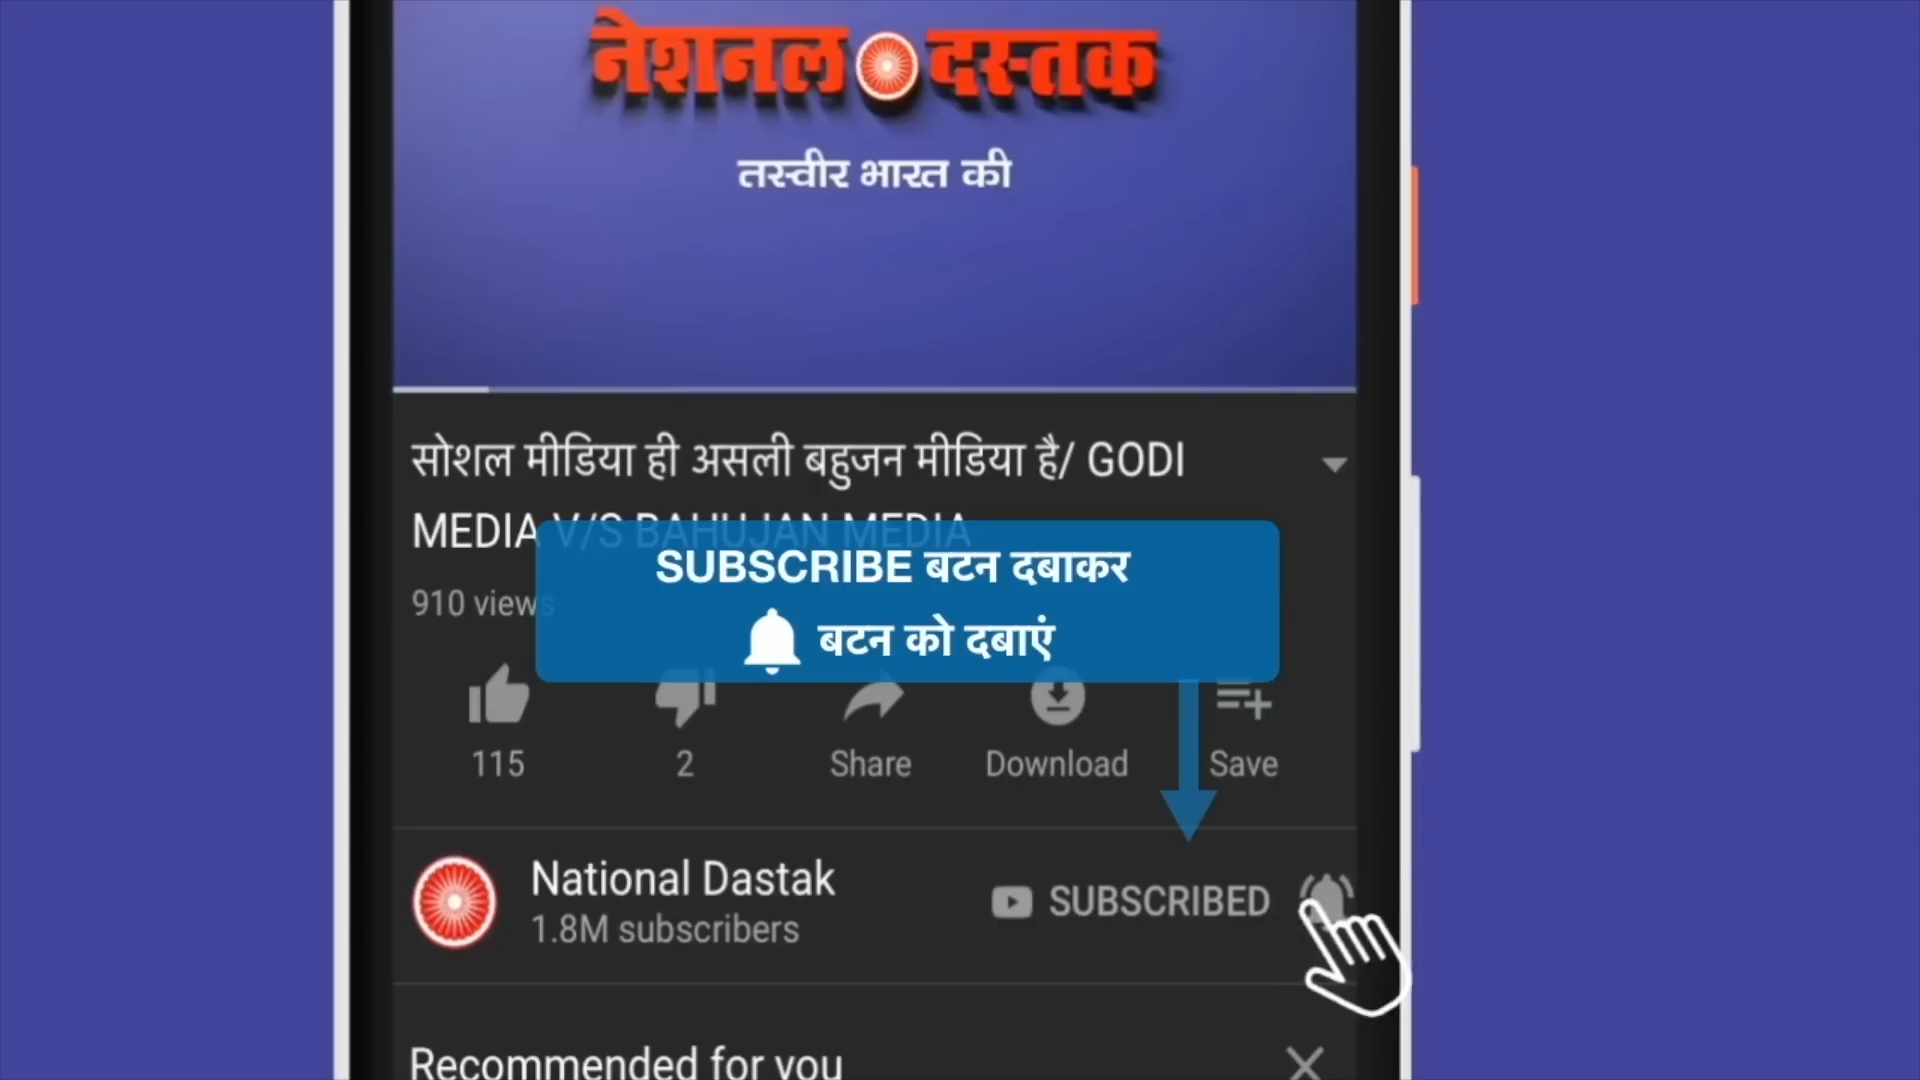 नेशनल दस्तक
तस्वीर भारत की
सोशल मीडिया ही असली बहुजन मीडिया है/ GODI
MEDIA V/S BAHUJAN MEDIA
SUBSCRIBE बटन दबाकर
बटन को दबाएं
910 views
115
2
Share
Download
Save
National Dastak
1.8M subscribers
SUBSCRIBED
Recommended for you